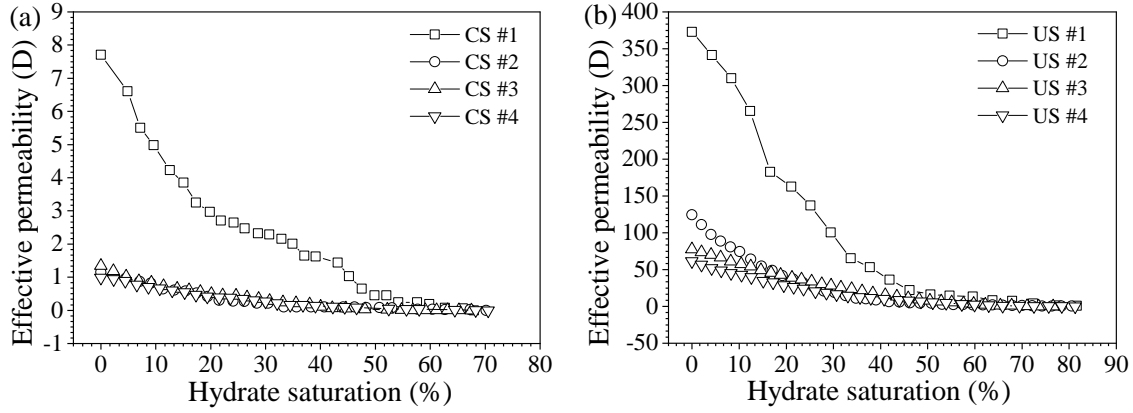 (a)
9
8
7
6
5
4
3
2
1
0
-1
Effective permeability (D)
CS #1
CS #2
CS #3
CS #4
0 10 20 30 40 50 60 70 80
Hydrate saturation (%)
(b)
400
350
300
250
200
150
100
50
0
-50
Effective permeability (D)
US #1
US #2
US #3
US #4
0 10 20 30 40 50 60 70 80 90
Hydrate saturation (%)